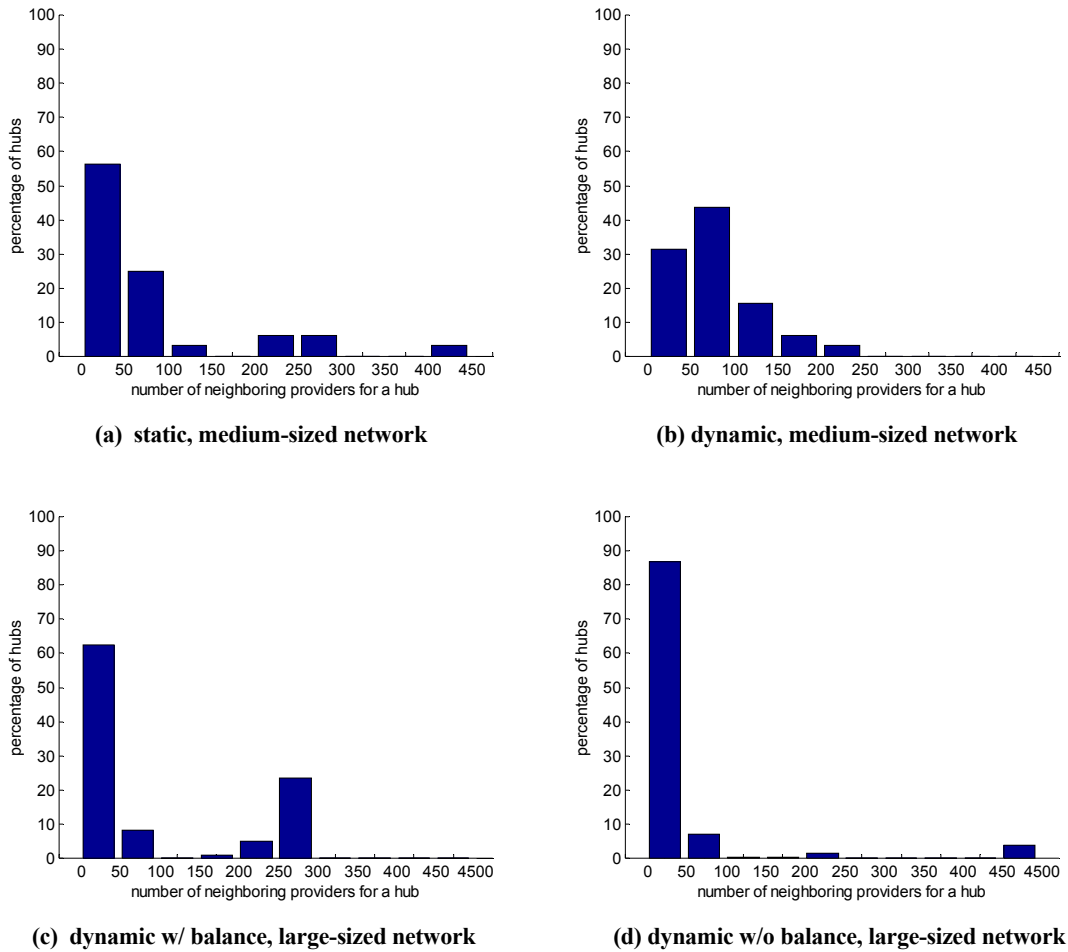 100
90
80
70
60
50
40
30
20
10
0
percentage of hubs
0 50 100 150 200 250 300 350 400 450
number of neighboring providers for a hub
(a) static, medium-sized network
100
90
80
70
60
50
40
30
20
10
0
percentage of hubs
0 50 100 150 200 250 300 350 400 450
number of neighboring providers for a hub
(b) dynamic, medium-sized network
100
90
80
70
60
50
40
30
20
10
0
percentage of hubs
0 50 100 150 200 250 300 350 400 450 4500
number of neighboring providers for a hub
(c) dynamic w/ balance, large-sized network
100
90
80
70
60
50
40
30
20
10
0
percentage of hubs
0 50 100 150 200 250 300 350 400 450 4500
number of neighboring providers for a hub
(d) dynamic w/o balance, large-sized network